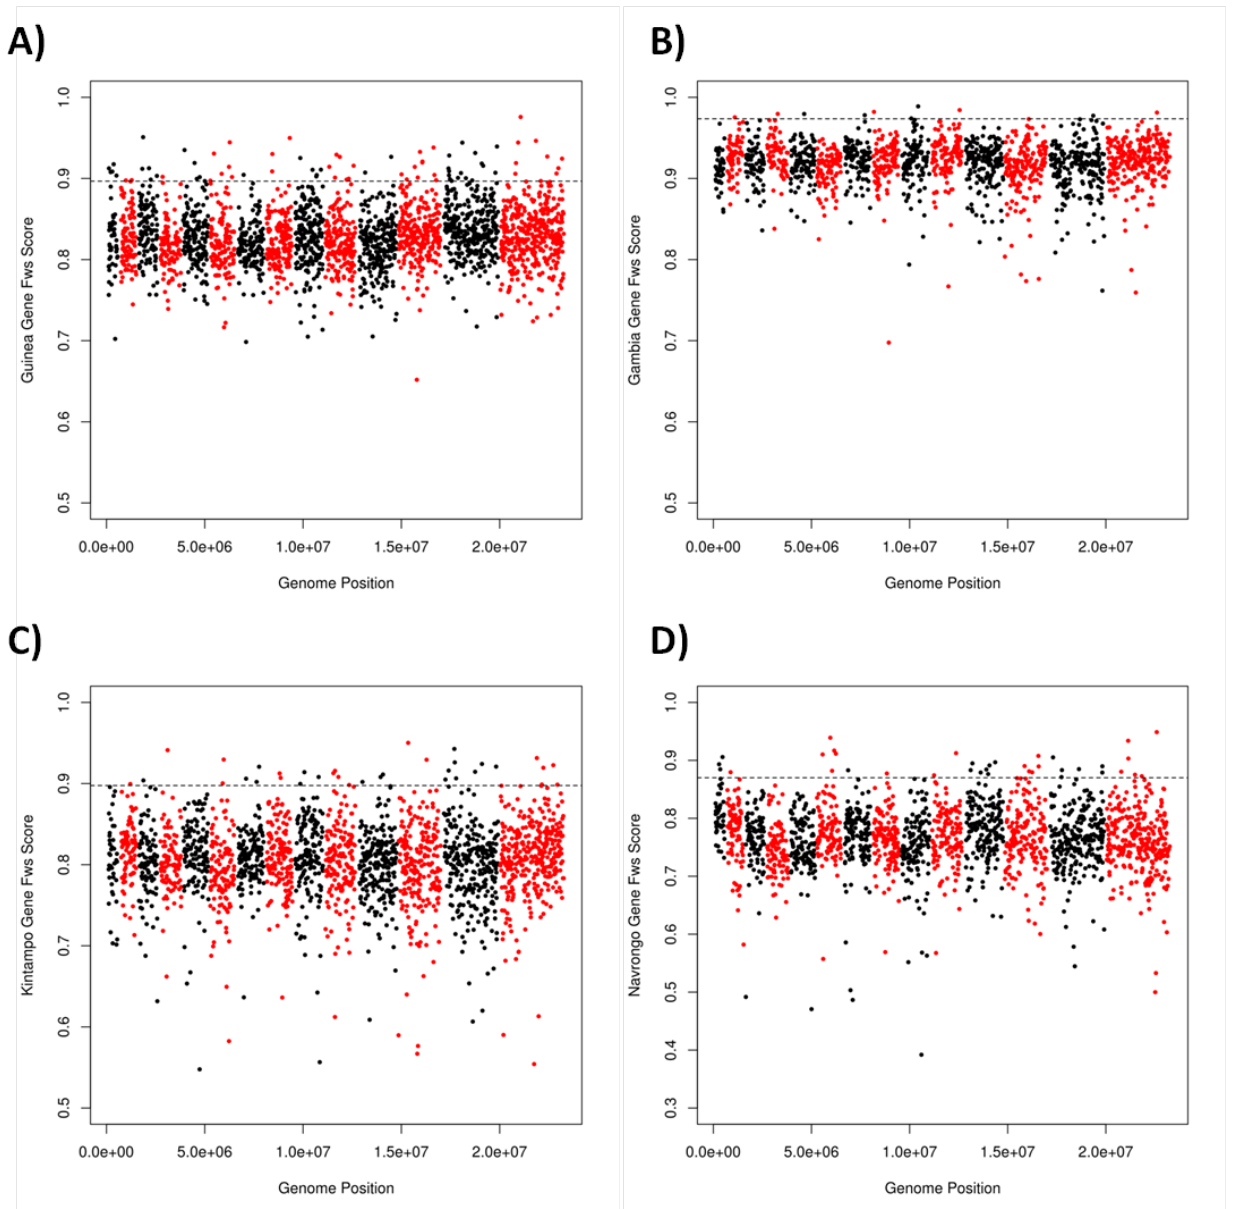 A)
Guinea Gene Fws Score
1.0
0.9
0.8
0.7
0.6
0.5
0.0e+00 5.0e+06 1.0e+07 1.5e+07 2.0e+07
Genome Position
B)
Gambia Gene Fws Score
1.0
0.9
0.8
0.7
0.6
0.5
0.0e+00 5.0e+06 1.0e+07 1.5e+07 2.0e+07
Genome Position
C)
Kintampo Gene Fws Score
1.0
0.9
0.8
0.7
0.6
0.5
0.0e+00 5.0e+06 1.0e+07 1.5e+07 2.0e+07
Genome Position
D)
Navrongo Gene Fws Score
1.0
0.9
0.8
0.7
0.6
0.5
0.4
0.3
0.0e+00 5.0e+06 1.0e+07 1.5e+07 2.0e+07
Genome Position